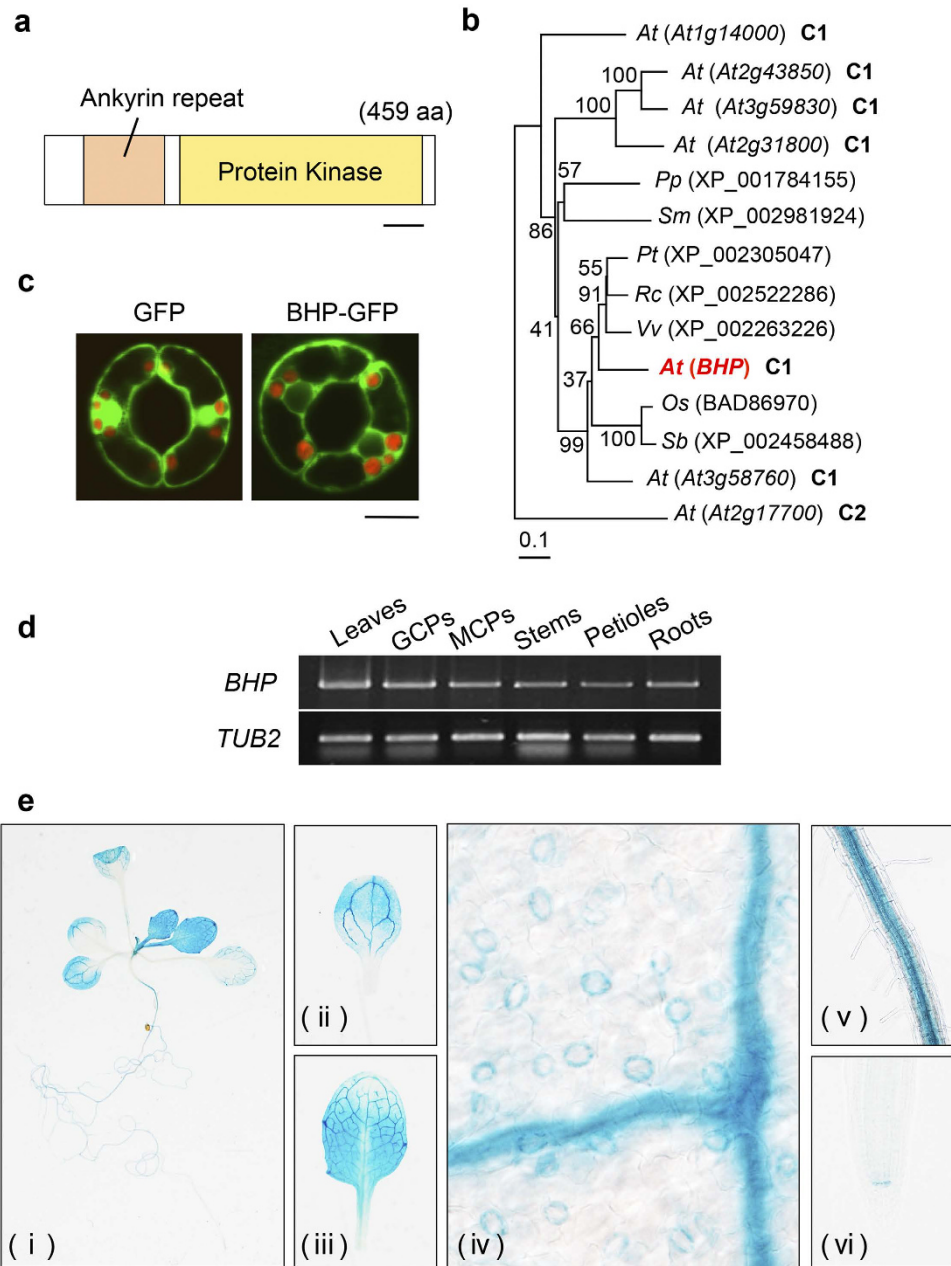 a
Ankyrin repeat
(459 aa)
Protein Kinase
b
At (At1g14000) C1
100
At (At2g43850) C1
100
At (At3g59830) C1
At (At2g31800) C1
57
Pp (XP_001784155)
86
Sm (XP_002981924)
55
Pt (XP_002305047)
91
Rc (XP_002522286)
41
66
Vv (XP_002263226)
At (BHP) C1
37
Os (BAD86970)
99
100
Sb (XP_002458488)
At (At3g58760) C1
At (At2g17700) C2
0.1
c
GFP
BHP-GFP
d
Leaves
GCPs
MCPs
Stems
Petioles
Roots
BHP
TUB2
e
( i )
( ii )
( iii )
( iv )
( v )
( vi )